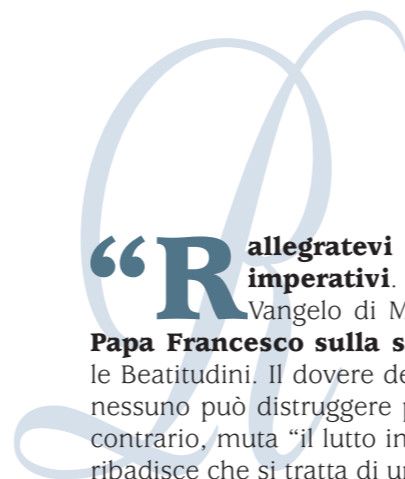 “Rallegratevi
imperativi.
Vangelo di M
Papa Francesco sulla s
le Beatitudini. Il dovere de
nessuno può distruggere p
contrario, muta “il lutto in
ribadisce che si tratta di u